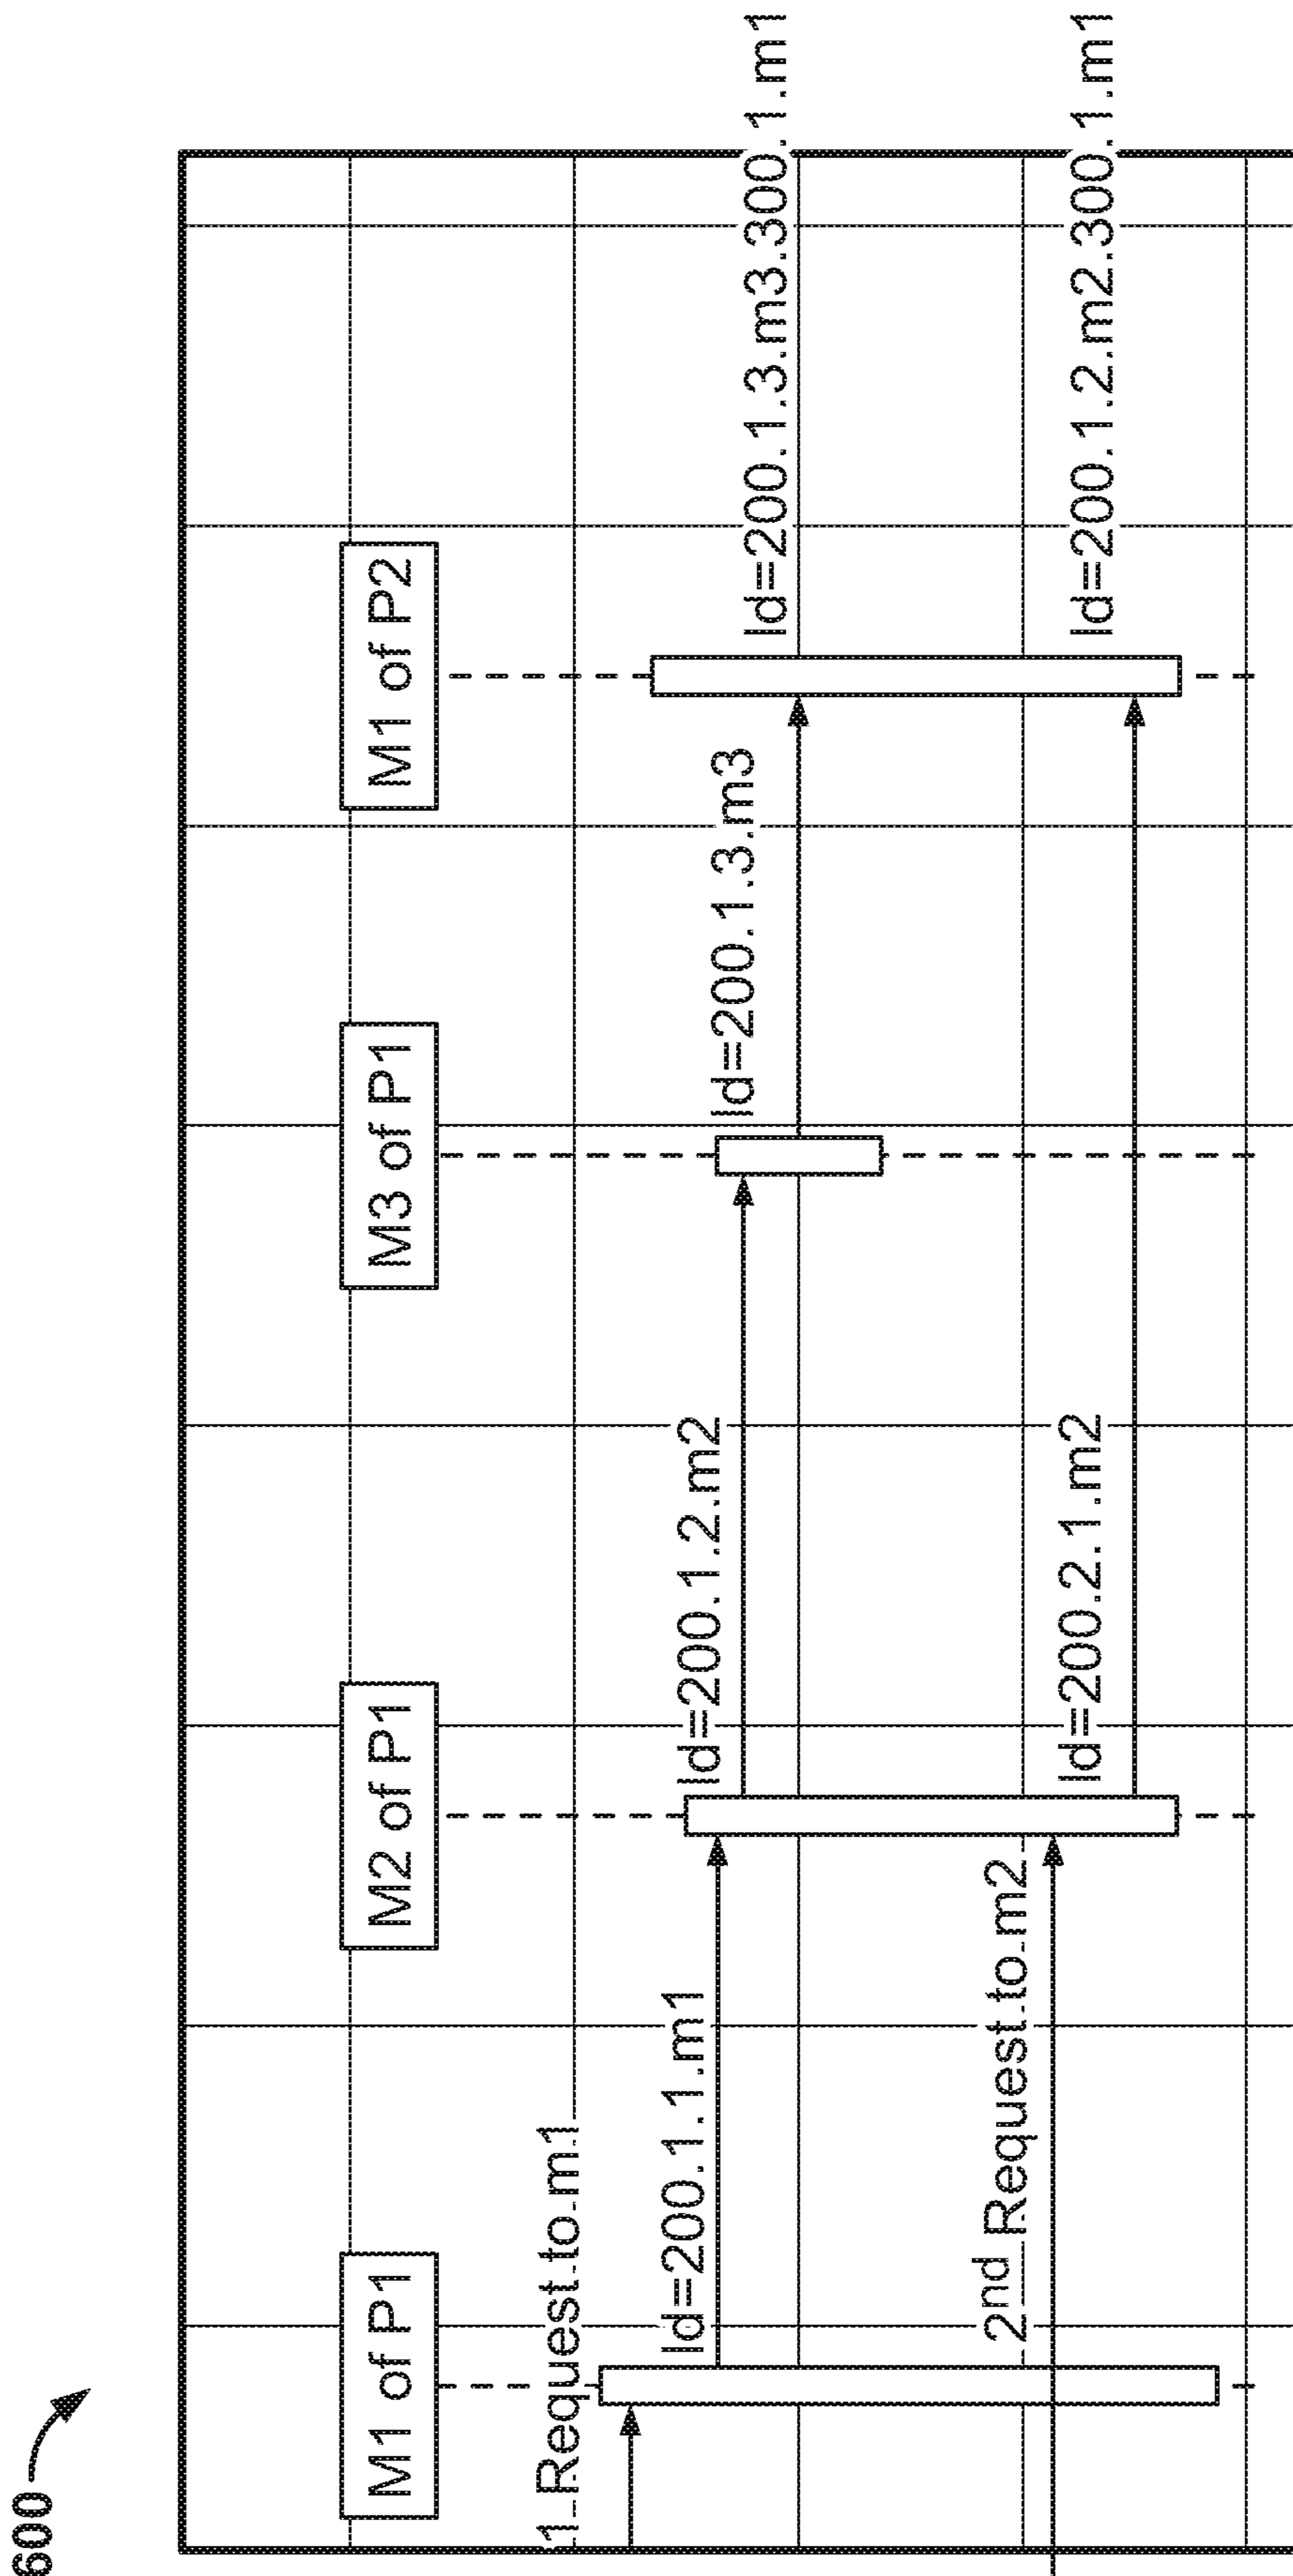 600
M1 of P1
M2 of P1
M3 of P1
M1 of P2
1 Request to m1
Id=200.1.1.m1
Id=200.1.2.m2
Id=200.1.3.m3
Id=200.1.3.m3.300.1.m1
2nd Request to m2
Id=200.2.1.m2
Id=200.1.2.m2.300.1.m1